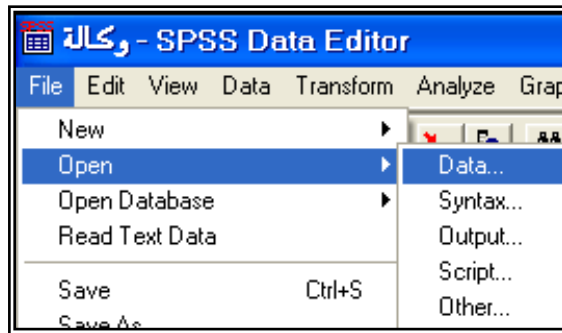 SPSS وكالة - SPSS Data Editor
File Edit View Data Transform Analyze Grap
New
Open Data...
Open Database Syntax...
Read Text Data Output...
Script...
Save Ctrl+S
Other...
Save As